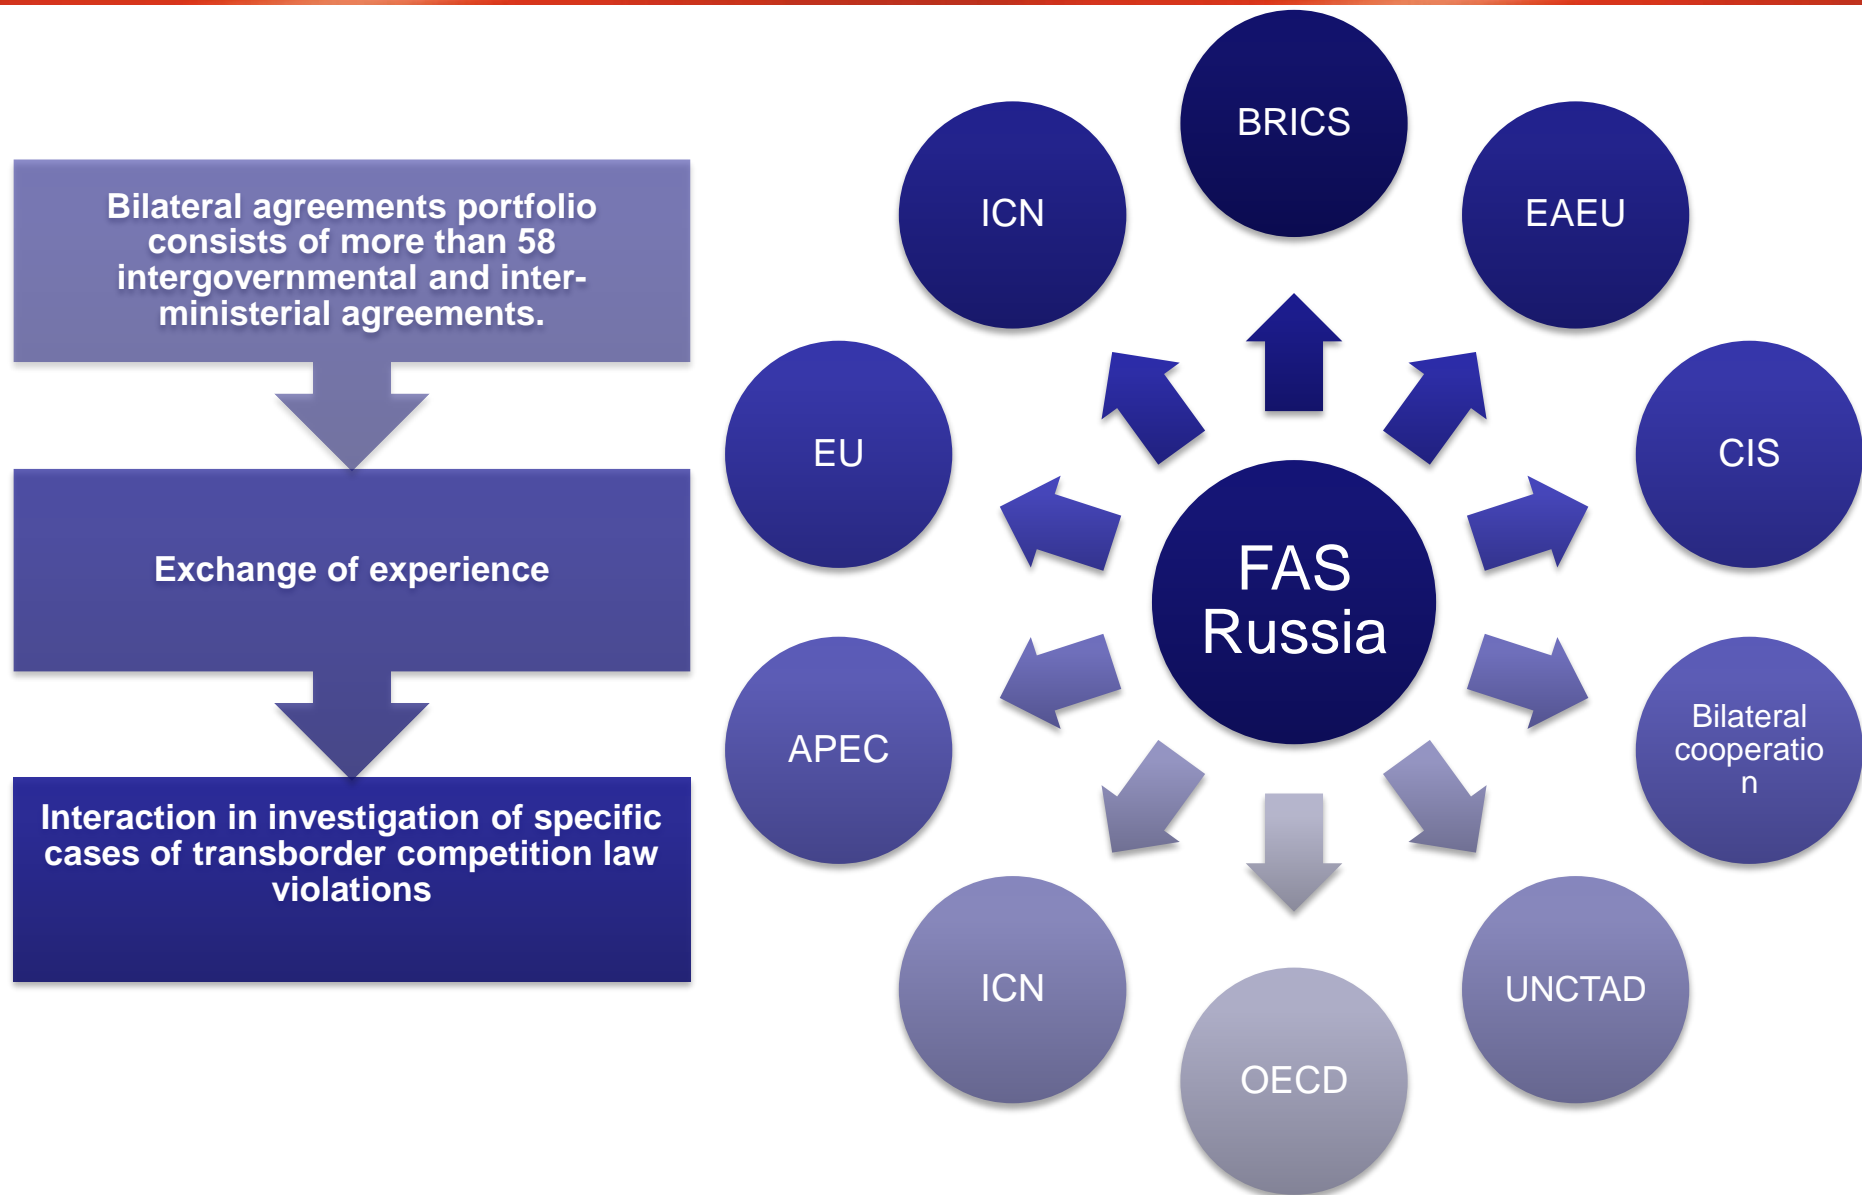 Bilateral agreements portfolio
consists of more than 58
intergovernmental and inter-
ministerial agreements.
Exchange of experience
Interaction in investigation of specific
cases of transborder competition law
violations
BRICS
EAEU
CIS
Bilateral
cooperatio
n
UNCTAD
OECD
ICN
APEC
EU
ICN
FAS
Russia